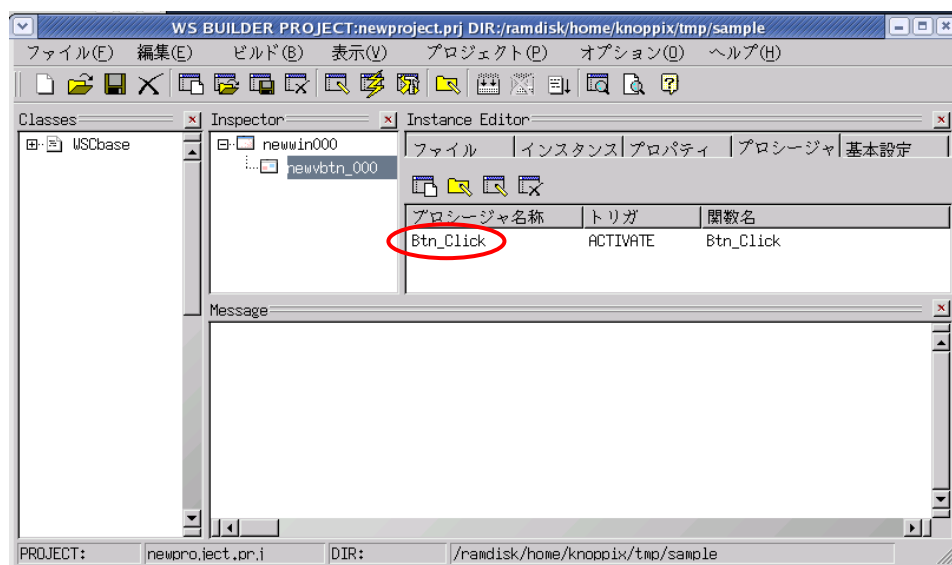 WS BUILDER PROJECT:newproject.prj DIR:/ramdisk/home/knoppix/tmp/sample
ファイル(F) 編集(E) ビルド(B) 表示(V) プロジェクト(P) オプション(O) ヘルプ(H)
Classes
WSCbase
Inspector
newwin000
newvbtn_000
Instance Editor
ファイル インスタンス プロパティ プロシージャ 基本設定
プロシージャ名称 トリガ 関数名
Btn_Click ACTIVATE Btn_Click
Message
PROJECT: newproject.prj DIR: /ramdisk/home/knoppix/tmp/sample